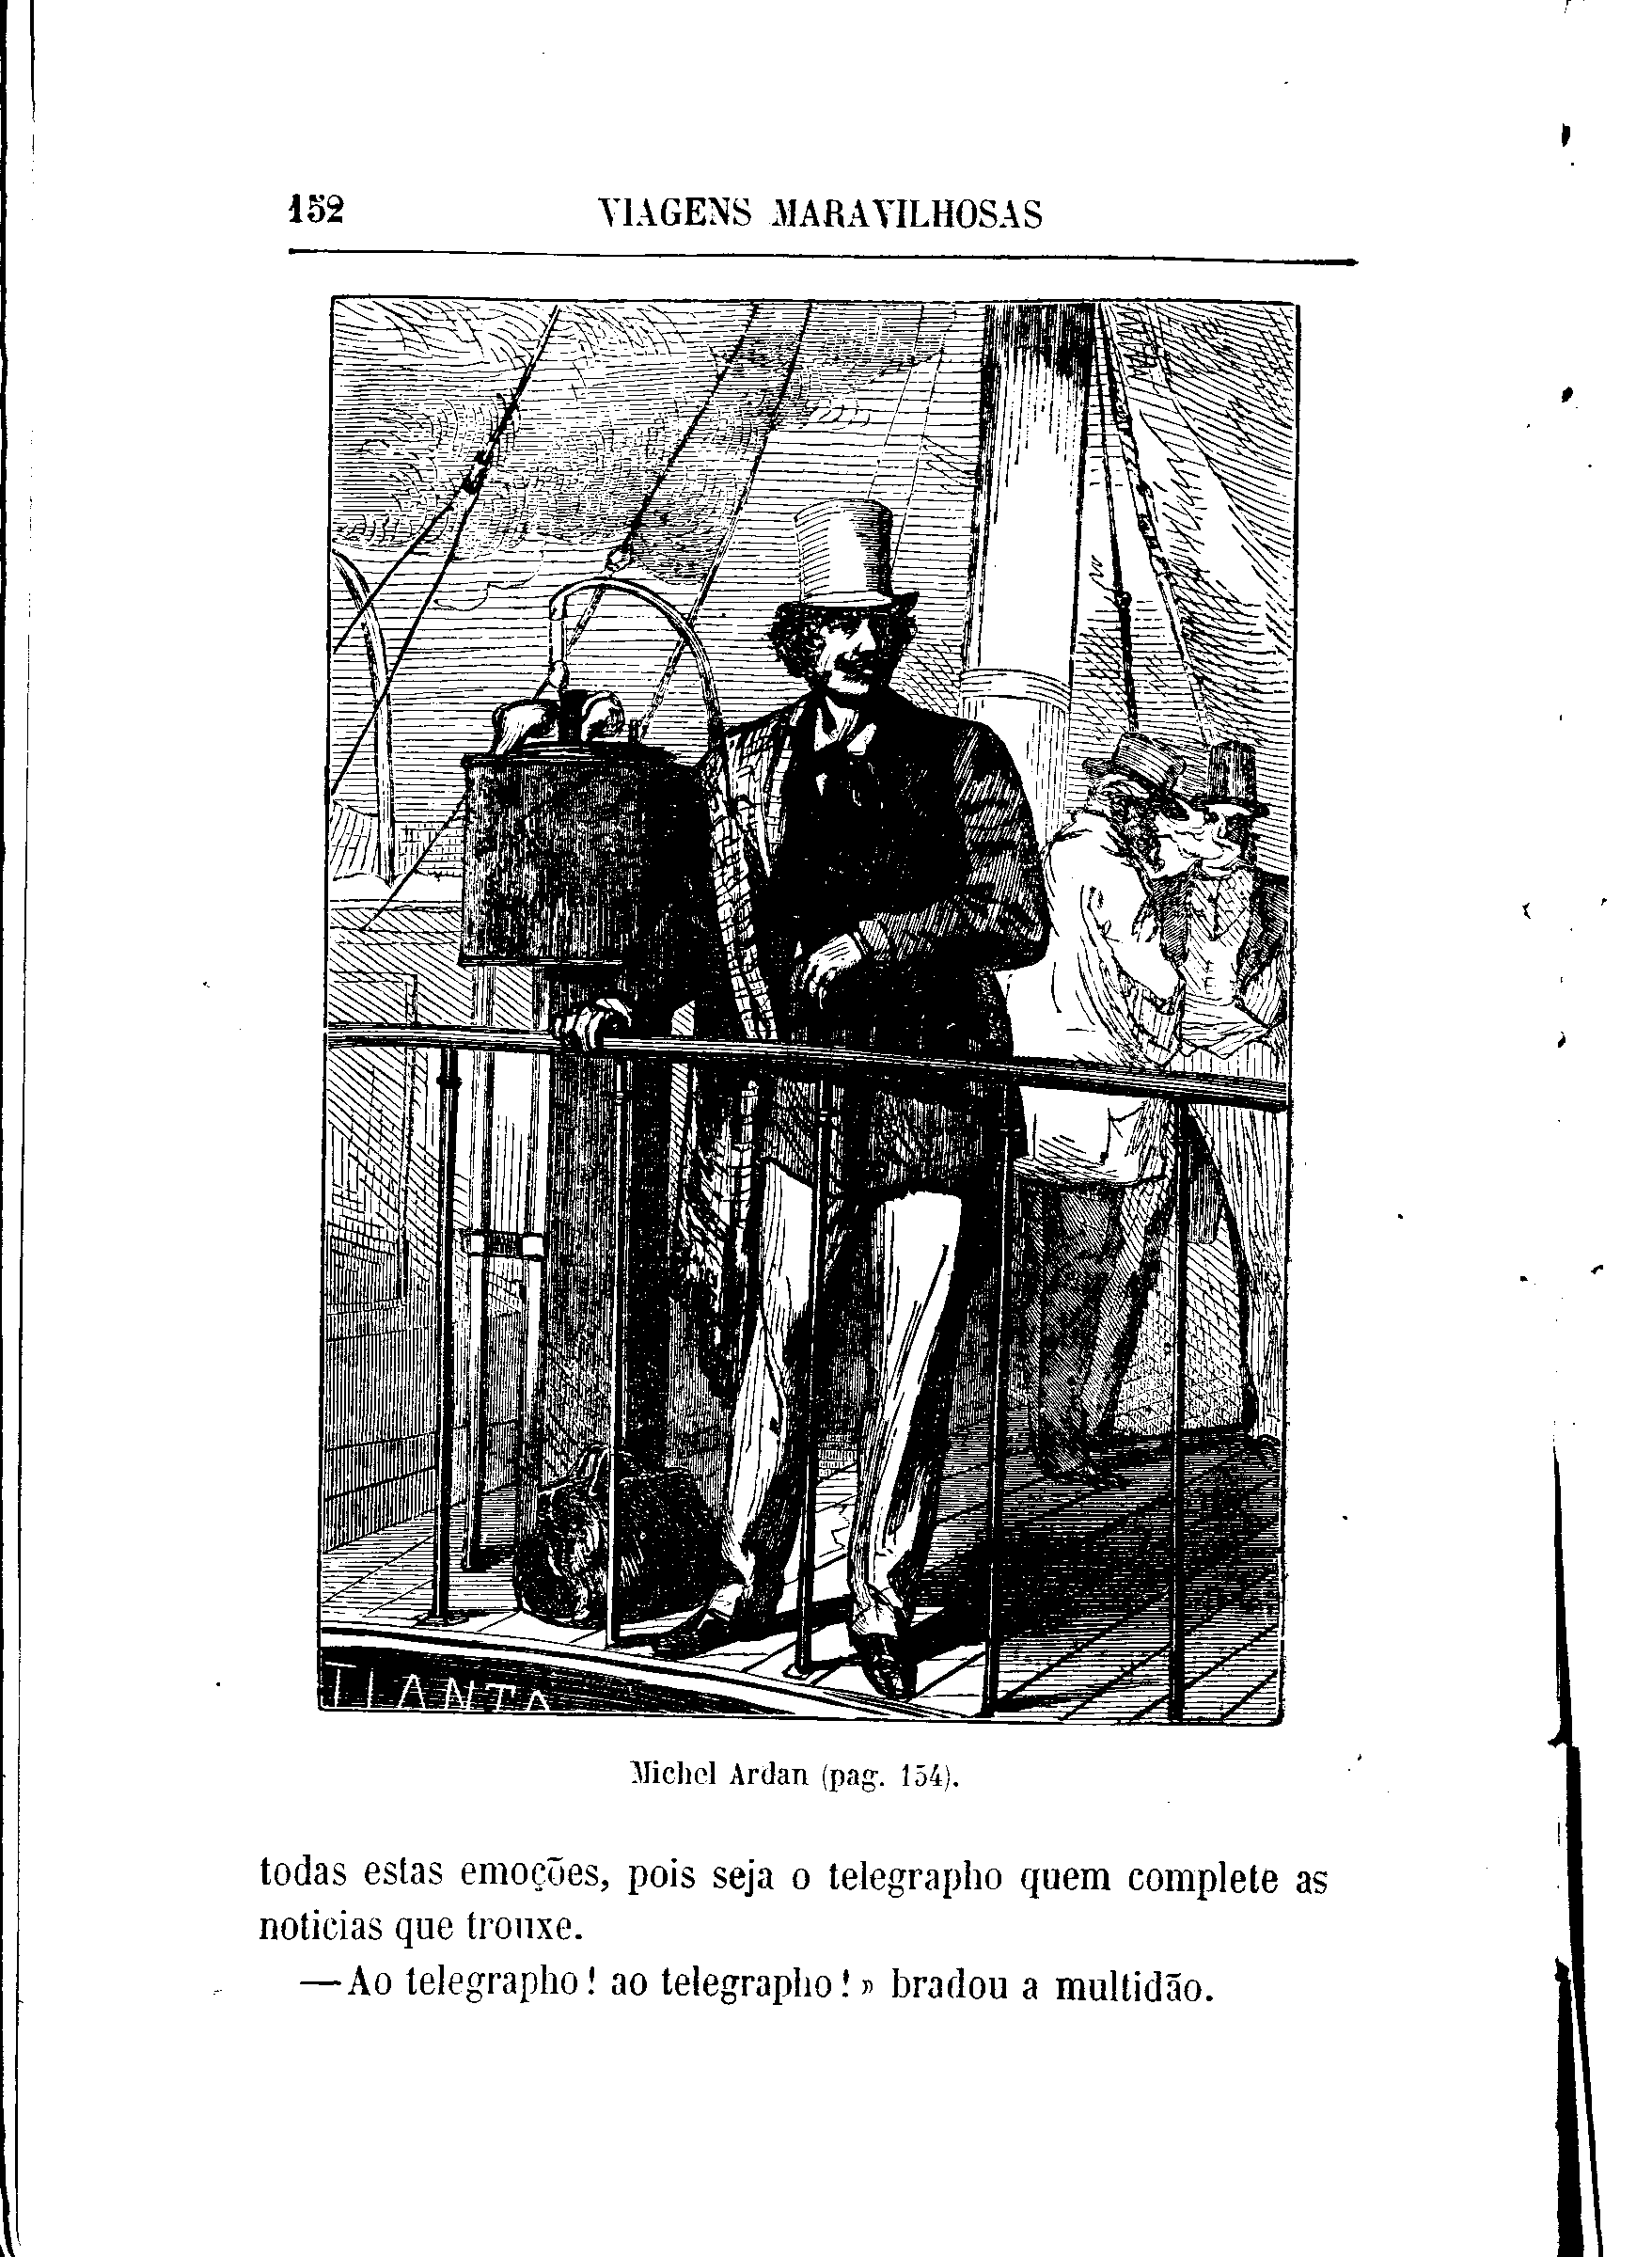 152 VIAGENS MARAVILHOSAS
TLANTA
Michel Ardan (pag. 154).
todas estas emoções, pois seja o telegrapho quem complete as
noticias que trouxe.
—Ao telegrapho! ao telegrapho!» bradou a multidão.